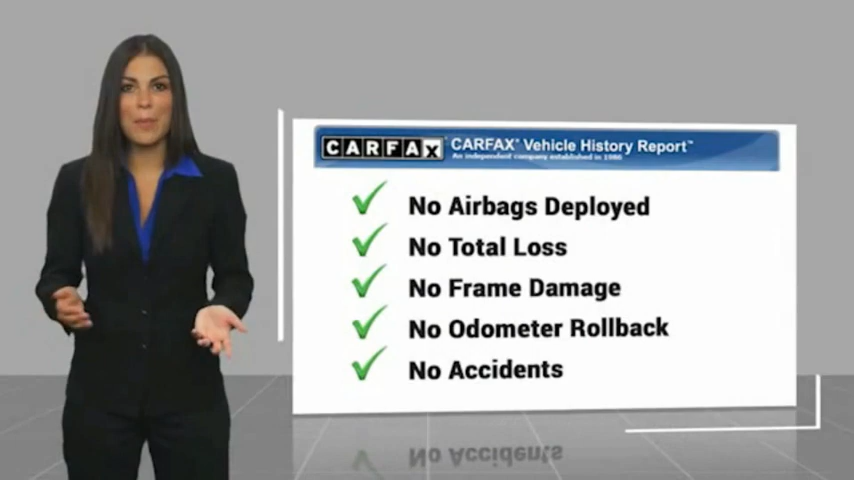 CARFAX CARFAX® Vehicle History Report™
An independent company established in 1986
No Airbags Deployed
No Total Loss
No Frame Damage
No Odometer Rollback
No Accidents
No Accidents